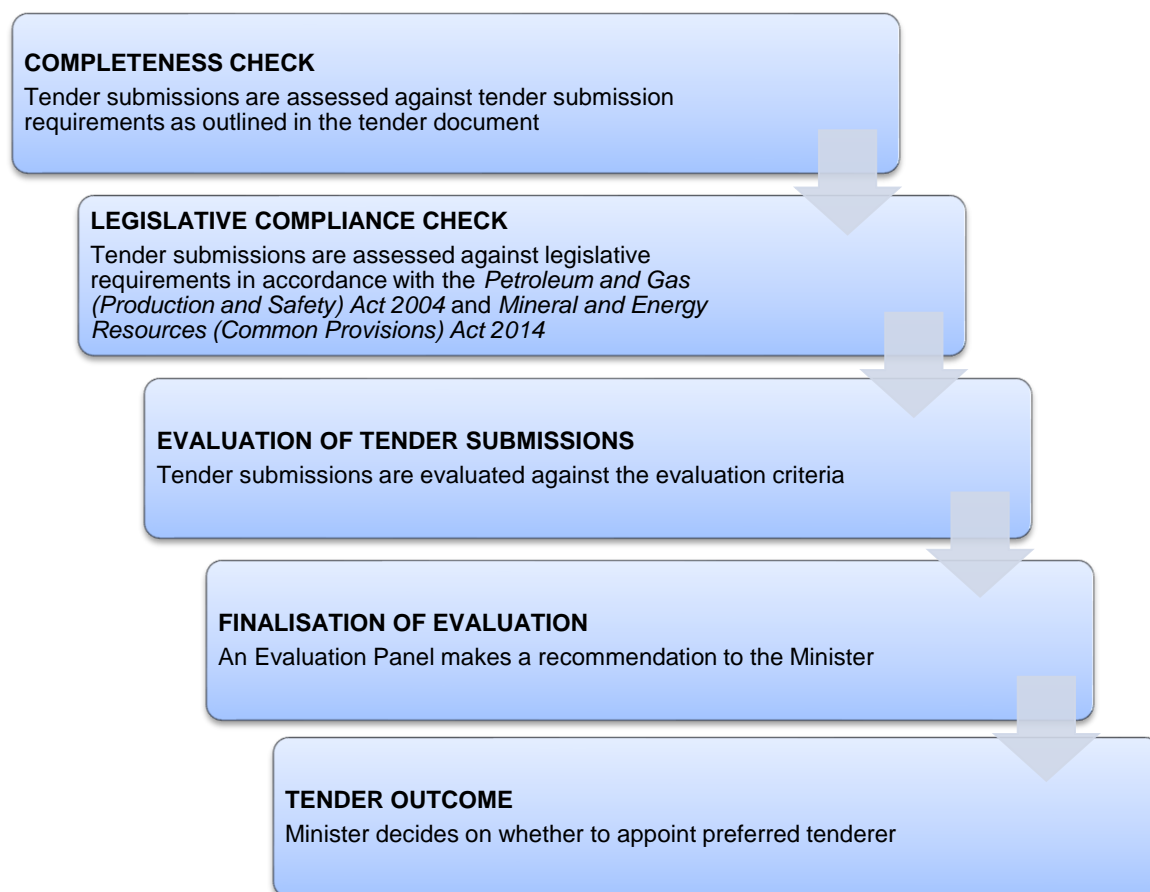 COMPLETENESS CHECK
Tender submissions are assessed against tender submission
requirements as outlined in the tender document
LEGISLATIVE COMPLIANCE CHECK
Tender submissions are assessed against legislative
requirements in accordance with the Petroleum and Gas
(Production and Safety) Act 2004 and Mineral and Energy
Resources (Common Provisions) Act 2014
EVALUATION OF TENDER SUBMISSIONS
Tender submissions are evaluated against the evaluation criteria
FINALISATION OF EVALUATION
An Evaluation Panel makes a recommendation to the Minister
TENDER OUTCOME
Minister decides on whether to appoint preferred tenderer